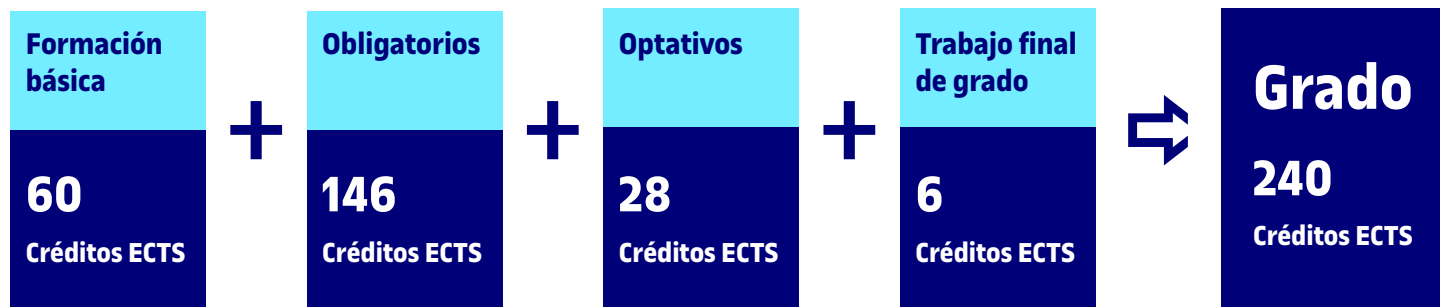 Formación
básica
60
Créditos ECTS
+
Obligatorios
146
Créditos ECTS
+
Optativos
28
Créditos ECTS
+
Trabajo final
de grado
6
Créditos ECTS
Grado
240
Créditos ECTS